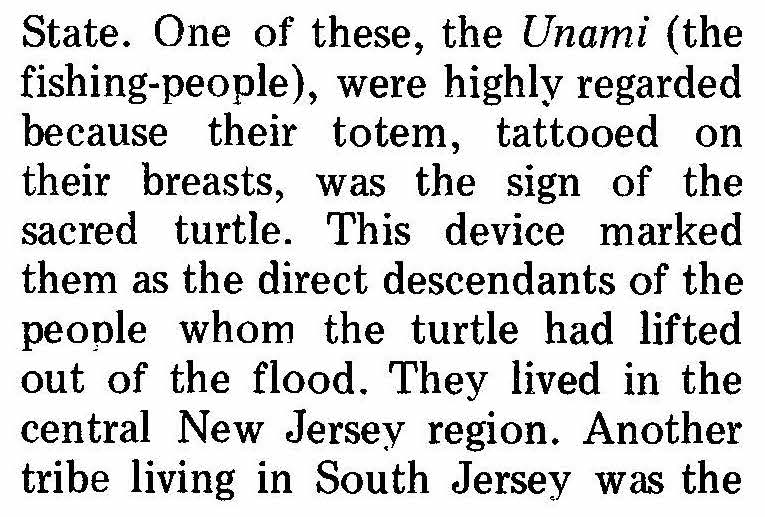 State. One of these, the Unami (the
fishing-people), were highly regarded
because their totem, tattooed on
their breasts, was the sign of the
sacred turtle. This device marked
them as the direct descendants of the
people whom the turtle had lifted
out of the flood. They lived in the
central New Jersey region. Another
tribe living in South Jersey was the